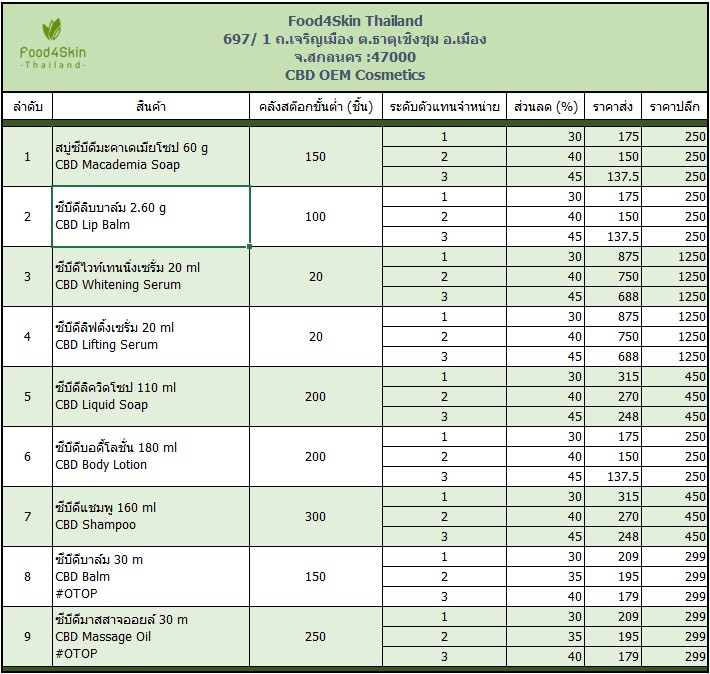 Food4Skin
-Thailand-
Food4Skin Thailand
697/ 1 ถ.เจริญเมือง ต.ธาตุเชิงชุม อ.เมือง
จ.สกลนคร :47000
CBD OEM Cosmetics
ลำดับ สินค้า คลังสต๊อกขั้นต่ำ (ชิ้น) ระดับตัวแทนจำหน่าย ส่วนลด (%) ราคาส่ง ราคาปลีก
1 30 175 250
สบู่ซีบีดีมะคาเดเมียโซป 60 g
1 150 2 40 150 250
CBD Macademia Soap
3 45 137.5 250
1 30 175 250
ซีบีดีลิบบาล์ม 2.60 g
2 100 2 40 150 250
CBD Lip Balm
3 45 137.5 250
1 30 875 1250
ซีบีดีไวท์เทนนิ่งเซรั่ม 20 ml
3 20 2 40 750 1250
CBD Whitening Serum
3 45 688 1250
1 30 875 1250
ซีบีดีลิฟติ้งเซรั่ม 20 ml
4 20 2 40 750 1250
CBD Lifting Serum
3 45 688 1250
1 30 315 450
ซีบีดีลิควิดโซป 110 ml
5 200 2 40 270 450
CBD Liquid Soap
3 45 248 450
1 30 175 250
ซีบีดีบอดี้โลชั่น 180 ml
6 200 2 40 150 250
CBD Body Lotion
3 45 137.5 250
1 30 315 450
ซีบีดีแชมพู 160 ml
7 300 2 40 270 450
CBD Shampoo
3 45 248 450
ซีบีดีบาล์ม 30 m 1 30 209 299
8 CBD Balm 150 2 35 195 299
#OTOP 3 40 179 299
ซีบีดีมาสสาจออยล์ 30 m 1 30 209 299
9 CBD Massage Oil 250 2 35 195 299
#OTOP 3 40 179 299